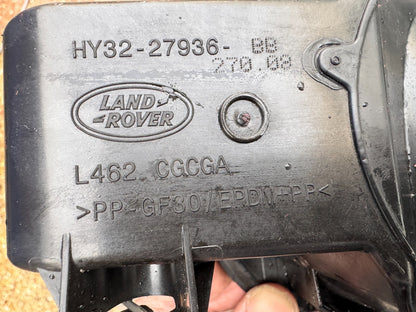 HY32-27936- BB
270.08
LAND-
-ROVER
L462 CGCGA
>PP-GF30/EPDM-PP<